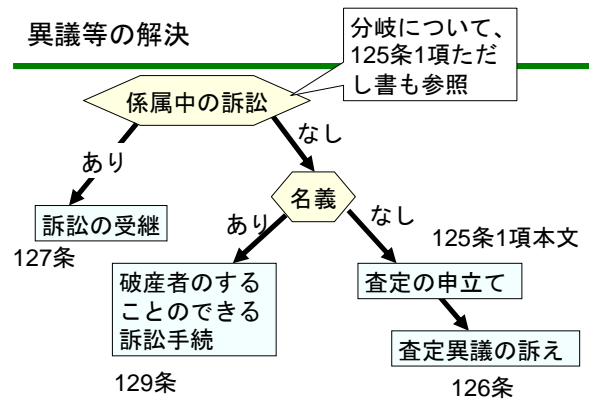 異議等の解決
分岐について、
125条1項ただ
し書も参照
係属中の訴訟
なし
あり
名義
訴訟の受継
あり
なし
127条
125条1項本文
破産者のする
ことのできる
訴訟手続
査定の申立て
査定異議の訴え
129条
126条